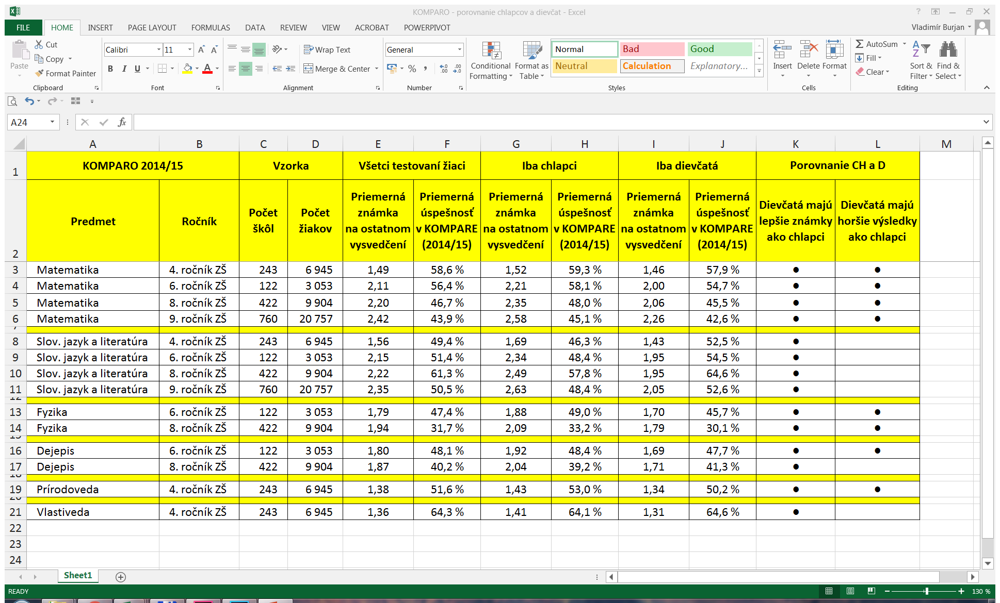 KOMPARO - porovnanie chlapcov a dievčat - Excel
FILE HOME INSERT PAGE LAYOUT FORMULAS DATA REVIEW VIEW ACROBAT POWERPIVOT Vladimír Burjan
Paste Cut Copy Format Painter Clipboard
Calibri 11 B I U A Font
Wrap Text Merge & Center Alignment
General % Number
Conditional Formatting Format as Table
Normal Bad Good
Neutral Calculation Explanatory...
Styles
Insert Delete Format Cells
AutoSum Fill Clear Sort & Filter Find & Select Editing
A24 fx
A B C D E F G H I J K L M
1 KOMPARO 2014/15 Vzorka Všetci testovaní žiaci Iba chlapci Iba dievčatá Porovnanie CH a D
2 Predmet Ročník Počet škôl Počet žiakov Priemerná známka na ostatnom vysvedčení Priemerná úspešnosť v KOMPARE (2014/15) Priemerná známka na ostatnom vysvedčení Priemerná úspešnosť v KOMPARE (2014/15) Priemerná známka na ostatnom vysvedčení Priemerná úspešnosť v KOMPARE (2014/15) Dievčatá majú lepšie známky ako chlapci Dievčatá majú horšie výsledky ako chlapci
3 Matematika 4. ročník ZŠ 243 6 945 1,49 58,6 % 1,52 59,3 % 1,46 57,9 % ● ●
4 Matematika 6. ročník ZŠ 122 3 053 2,11 56,4 % 2,21 58,1 % 2,00 54,7 % ● ●
5 Matematika 8. ročník ZŠ 422 9 904 2,20 46,7 % 2,35 48,0 % 2,06 45,5 % ● ●
6 Matematika 9. ročník ZŠ 760 20 757 2,42 43,9 % 2,58 45,1 % 2,26 42,6 % ● ●
8 Slov. jazyk a literatúra 4. ročník ZŠ 243 6 945 1,56 49,4 % 1,69 46,3 % 1,43 52,5 % ●
9 Slov. jazyk a literatúra 6. ročník ZŠ 122 3 053 2,15 51,4 % 2,34 48,4 % 1,95 54,5 % ●
10 Slov. jazyk a literatúra 8. ročník ZŠ 422 9 904 2,22 61,3 % 2,49 57,8 % 1,95 64,6 % ●
11 Slov. jazyk a literatúra 9. ročník ZŠ 760 20 757 2,35 50,5 % 2,63 48,4 % 2,05 52,6 % ●
13 Fyzika 6. ročník ZŠ 122 3 053 1,79 47,4 % 1,88 49,0 % 1,70 45,7 % ● ●
14 Fyzika 8. ročník ZŠ 422 9 904 1,94 31,7 % 2,09 33,2 % 1,79 30,1 % ● ●
16 Dejepis 6. ročník ZŠ 122 3 053 1,80 48,1 % 1,92 48,4 % 1,69 47,7 % ● ●
17 Dejepis 8. ročník ZŠ 422 9 904 1,87 40,2 % 2,04 39,2 % 1,71 41,3 % ●
19 Prírodoveda 4. ročník ZŠ 243 6 945 1,38 51,6 % 1,43 53,0 % 1,34 50,2 % ● ●
21 Vlastiveda 4. ročník ZŠ 243 6 945 1,36 64,3 % 1,41 64,1 % 1,31 64,6 % ●
22
23
24
Sheet1
READY 130 %